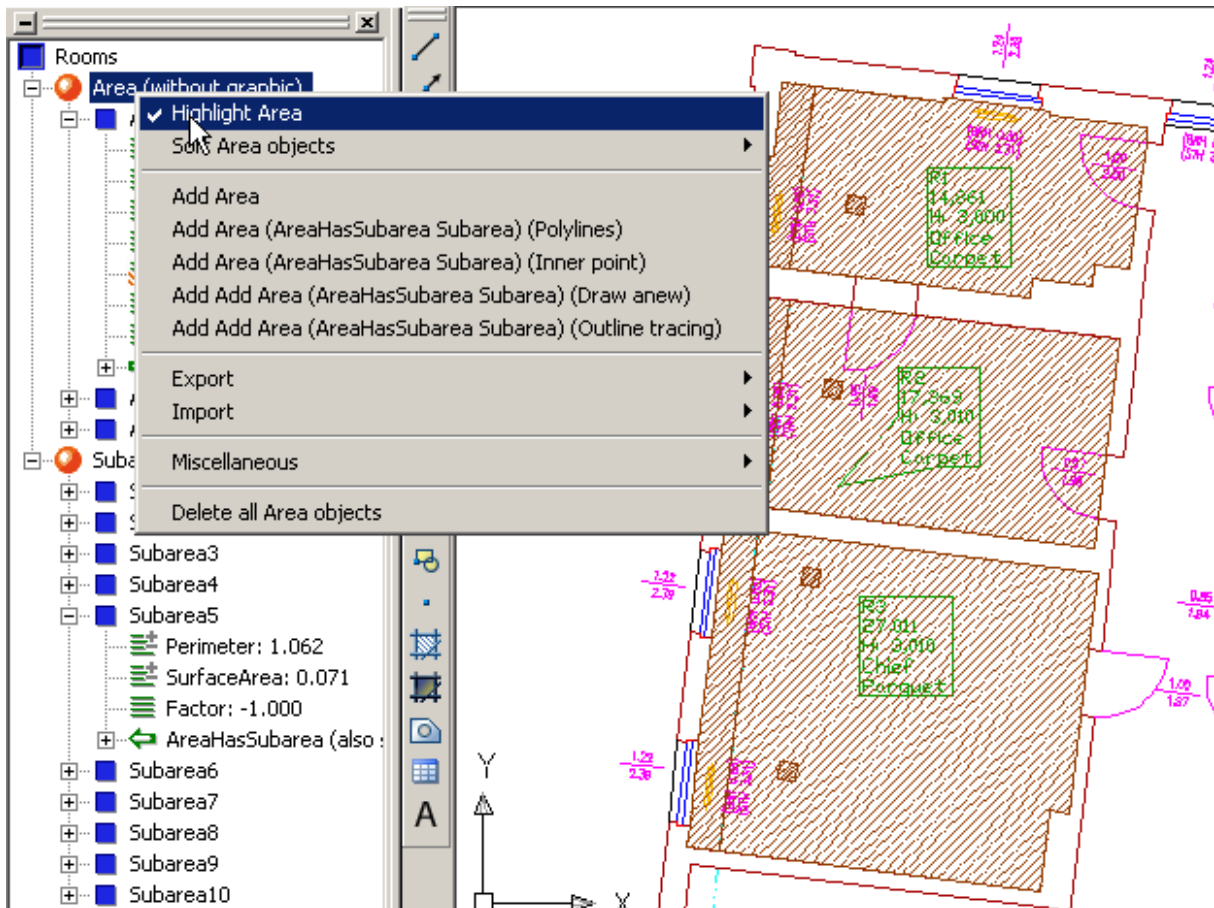 Rooms
Area (without graphic)
Highlight Area
Sort Area objects
Add Area
Add Area (AreaHasSubarea Subarea) (Polylines)
Add Area (AreaHasSubarea Subarea) (Inner point)
Add Add Area (AreaHasSubarea Subarea) (Draw anew)
Add Add Area (AreaHasSubarea Subarea) (Outline tracing)
Export
Import
Miscellaneous
Delete all Area objects
Subarea3
Subarea4
Subarea5
Perimeter: 1.062
SurfaceArea: 0.071
Factor: -1.000
AreaHasSubarea (also
Subarea6
Subarea7
Subarea8
Subarea9
Subarea10
A
Y
X
R1
14.361
H: 3.000
Office
Carpet
R2
17.369
H: 3.010
Office
Carpet
R3
27.011
H: 3.010
Chief
Parquet